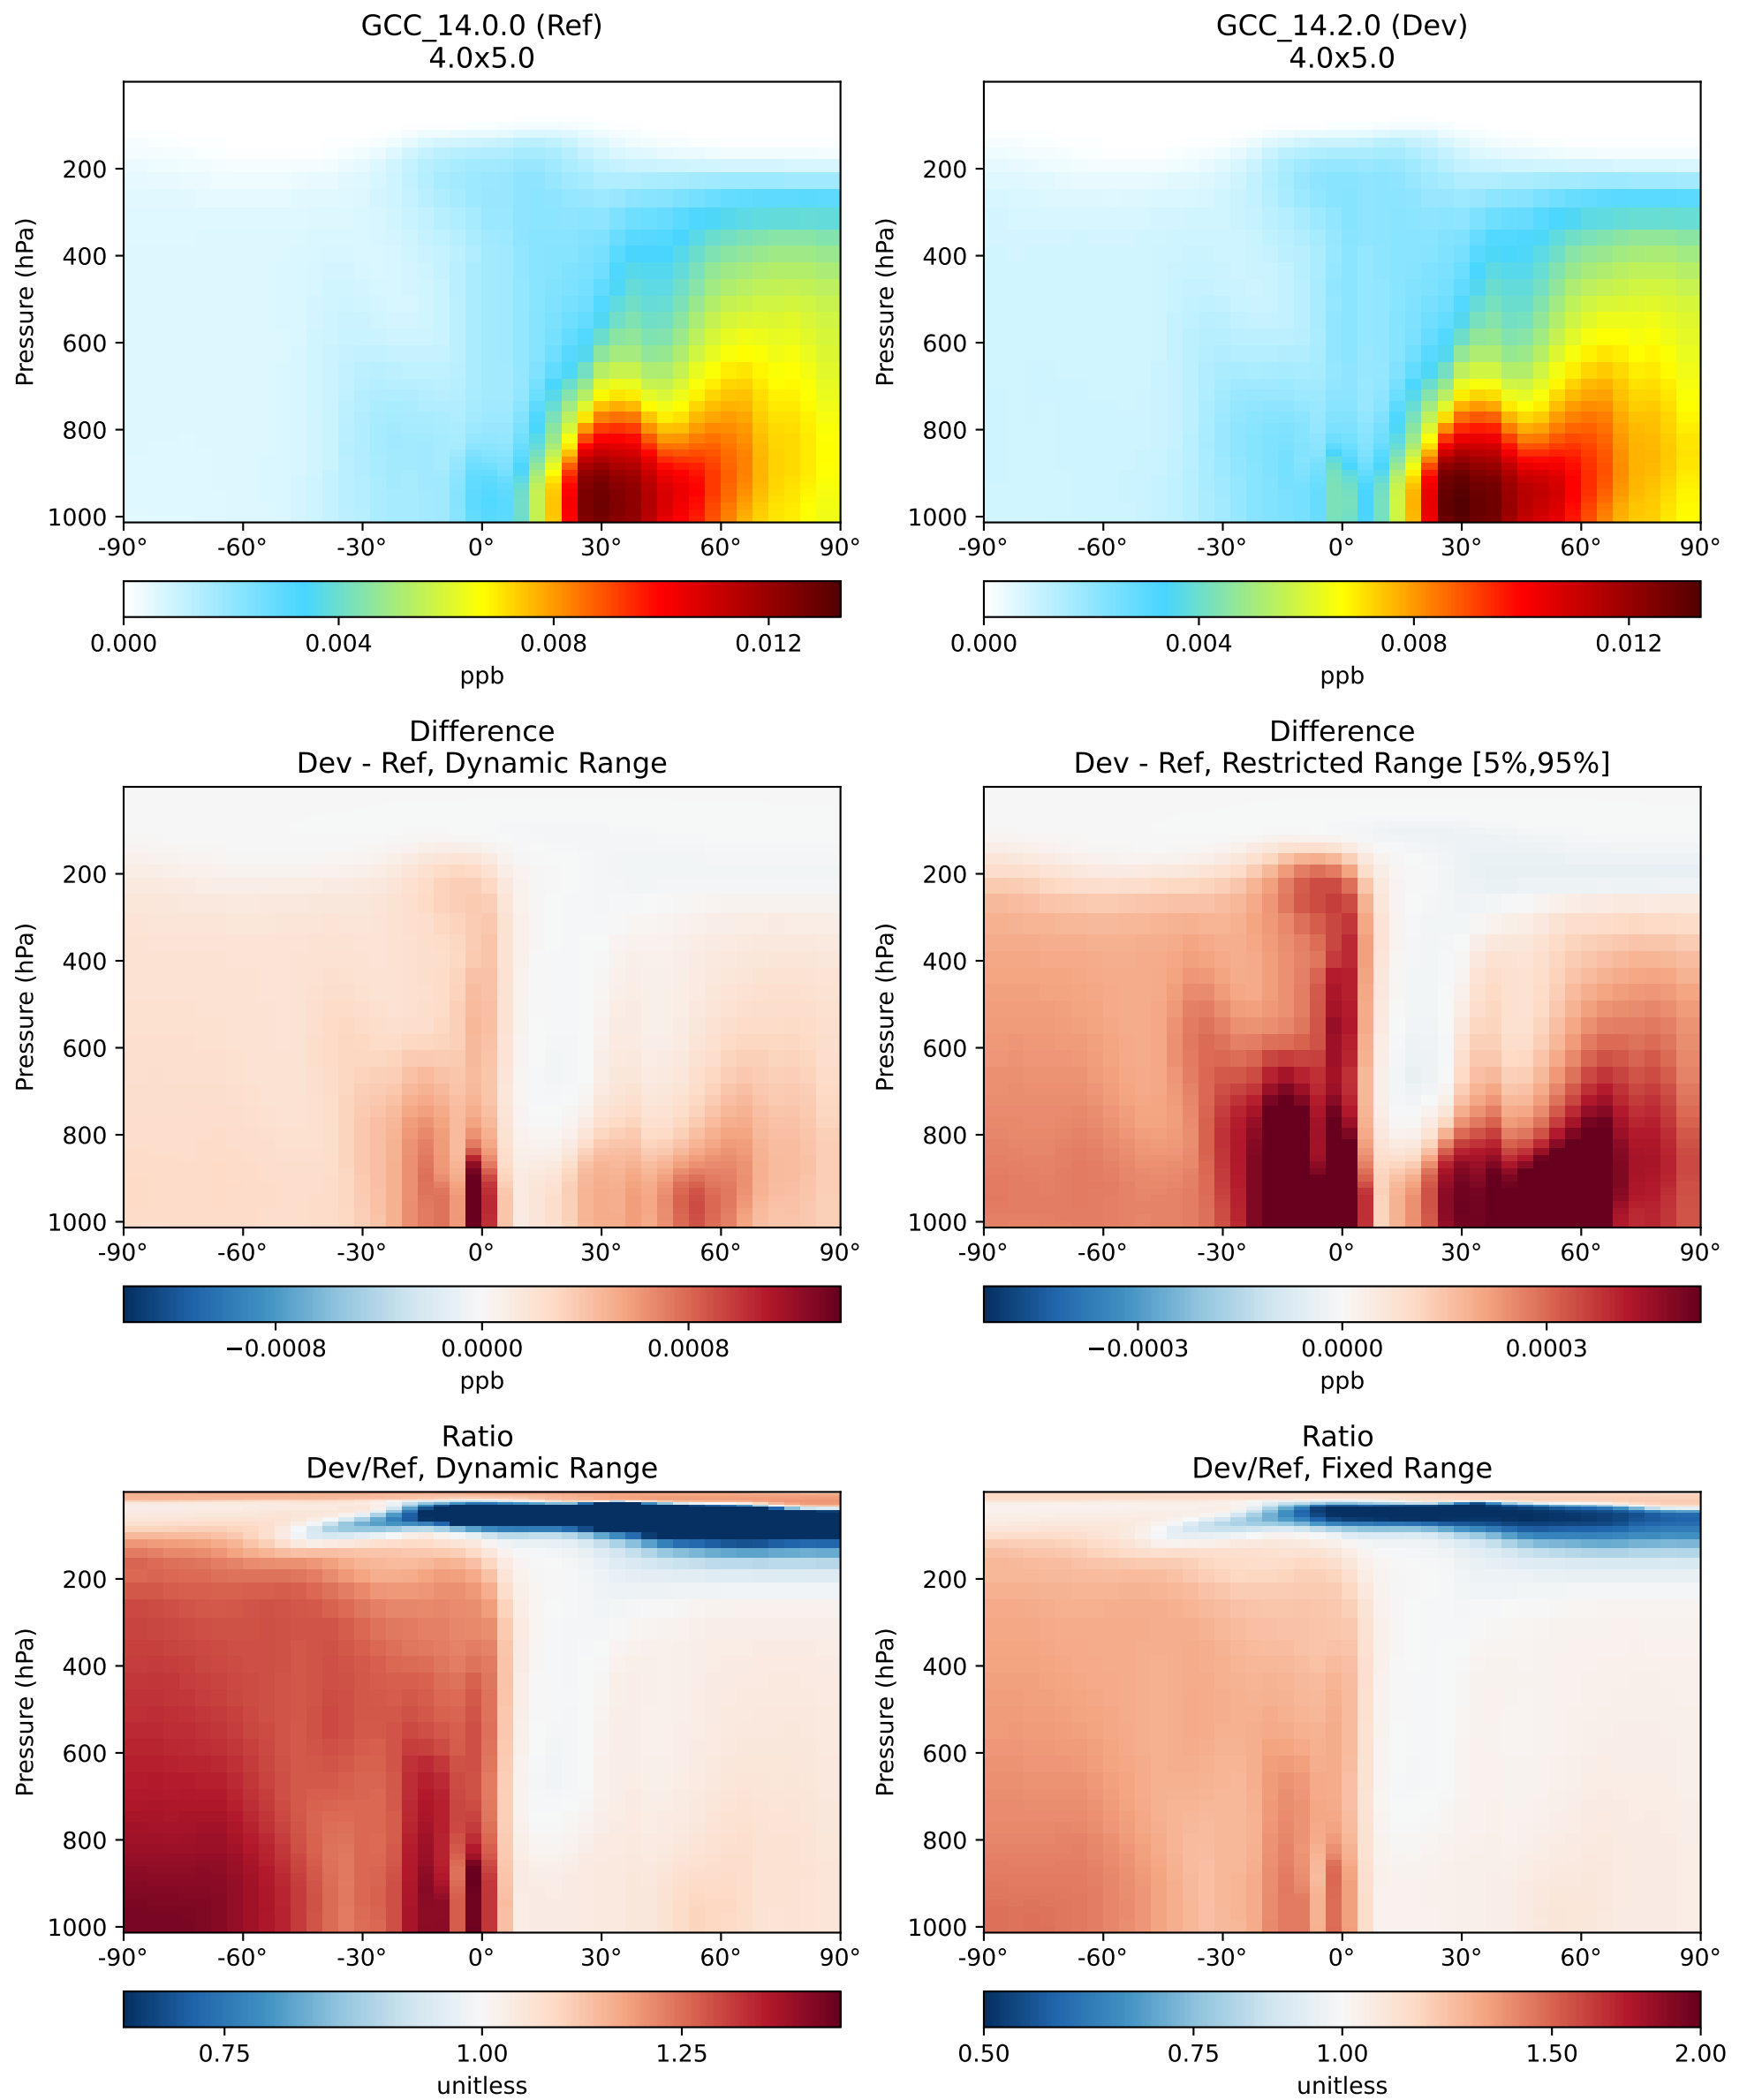 GCC_14.0.0 (Ref)
4.0x5.0
Pressure (hPa)
200
400
600
800
1000
-90° -60° -30° 0° 30° 60° 90°
0.000 0.004 0.008 0.012
ppb
GCC_14.2.0 (Dev)
4.0x5.0
Pressure (hPa)
200
400
600
800
1000
-90° -60° -30° 0° 30° 60° 90°
0.000 0.004 0.008 0.012
ppb
Difference
Dev - Ref, Dynamic Range
Pressure (hPa)
200
400
600
800
1000
-90° -60° -30° 0° 30° 60° 90°
−0.0008 0.0000 0.0008
ppb
Difference
Dev - Ref, Restricted Range [5%,95%]
Pressure (hPa)
200
400
600
800
1000
-90° -60° -30° 0° 30° 60° 90°
−0.0003 0.0000 0.0003
ppb
Ratio
Dev/Ref, Dynamic Range
Pressure (hPa)
200
400
600
800
1000
-90° -60° -30° 0° 30° 60° 90°
0.75 1.00 1.25
unitless
Ratio
Dev/Ref, Fixed Range
Pressure (hPa)
200
400
600
800
1000
-90° -60° -30° 0° 30° 60° 90°
0.50 0.75 1.00 1.50 2.00
unitless